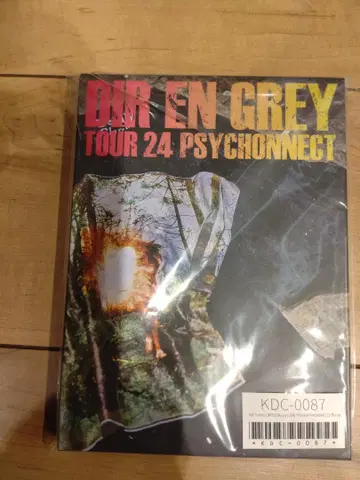 DIR EN GREY
TOUR 24 PSYCHONNECT
KDC-0087
*KDC-0087*